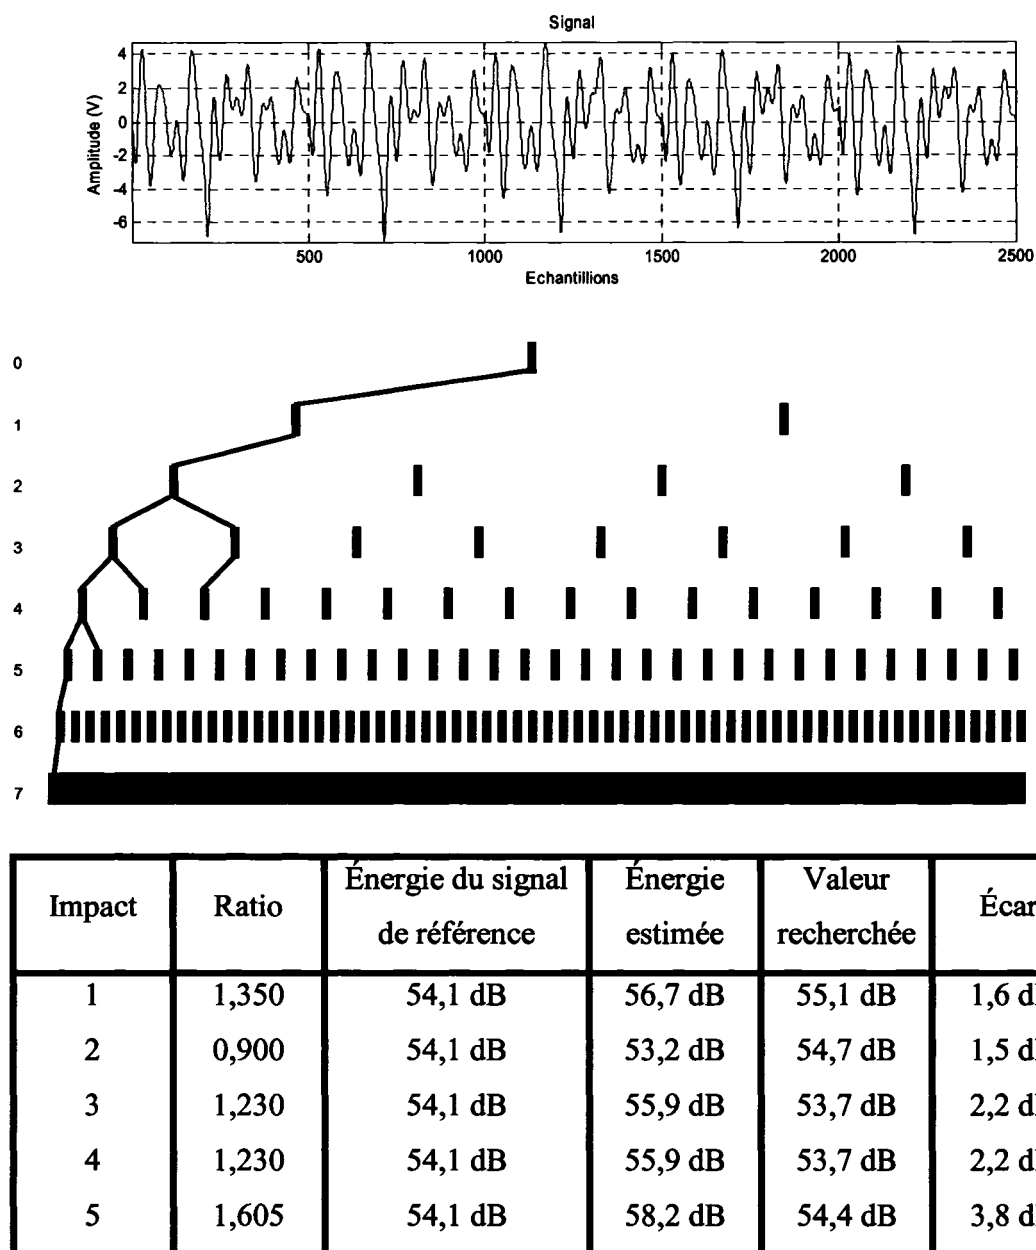 Signal
4
2
0
-2
-4
-6
Amplitude (V)
500 1000 1500 2000 2500
Echantillions
0
1
2
3
4
5
6
7
Impact Ratio Énergie du signal de référence Énergie estimée Valeur recherchée Écar
1 1,350 54,1 dB 56,7 dB 55,1 dB 1,6 d
2 0,900 54,1 dB 53,2 dB 54,7 dB 1,5 d
3 1,230 54,1 dB 55,9 dB 53,7 dB 2,2 d
4 1,230 54,1 dB 55,9 dB 53,7 dB 2,2 d
5 1,605 54,1 dB 58,2 dB 54,4 dB 3,8 d